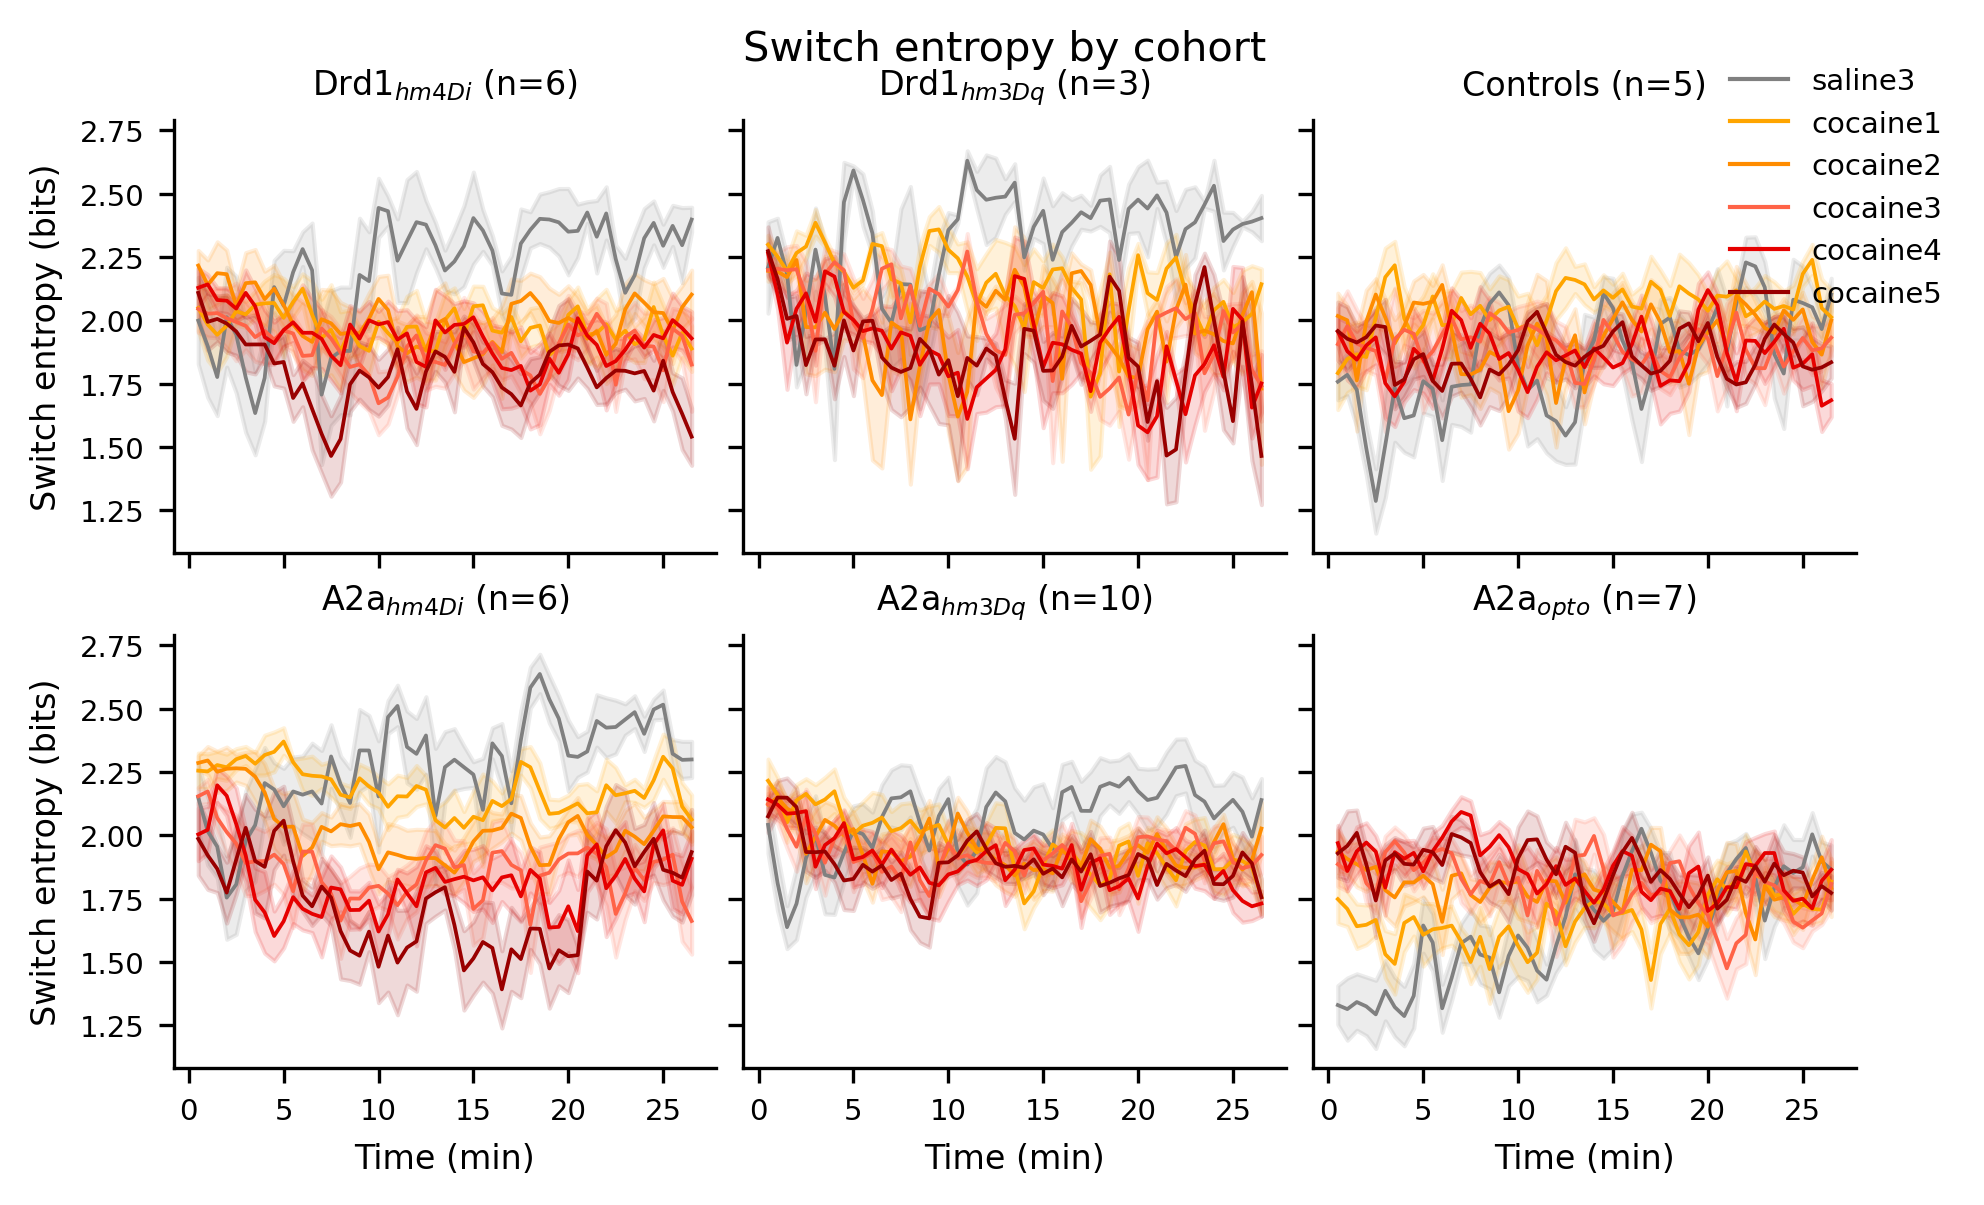 Switch entropy by cohort
Drd1hm4Di (n=6)
Drd1hm3Dq (n=3)
Controls (n=5)
saline3
cocaine1
cocaine2
cocaine3
cocaine4
cocaine5
Switch entropy (bits)
2.75
2.50
2.25
2.00
1.75
1.50
1.25
A2ahm4Di (n=6)
A2ahm3Dq (n=10)
A2aopto (n=7)
Switch entropy (bits)
2.75
2.50
2.25
2.00
1.75
1.50
1.25
0 5 10 15 20 25
0 5 10 15 20 25
0 5 10 15 20 25
Time (min)
Time (min)
Time (min)